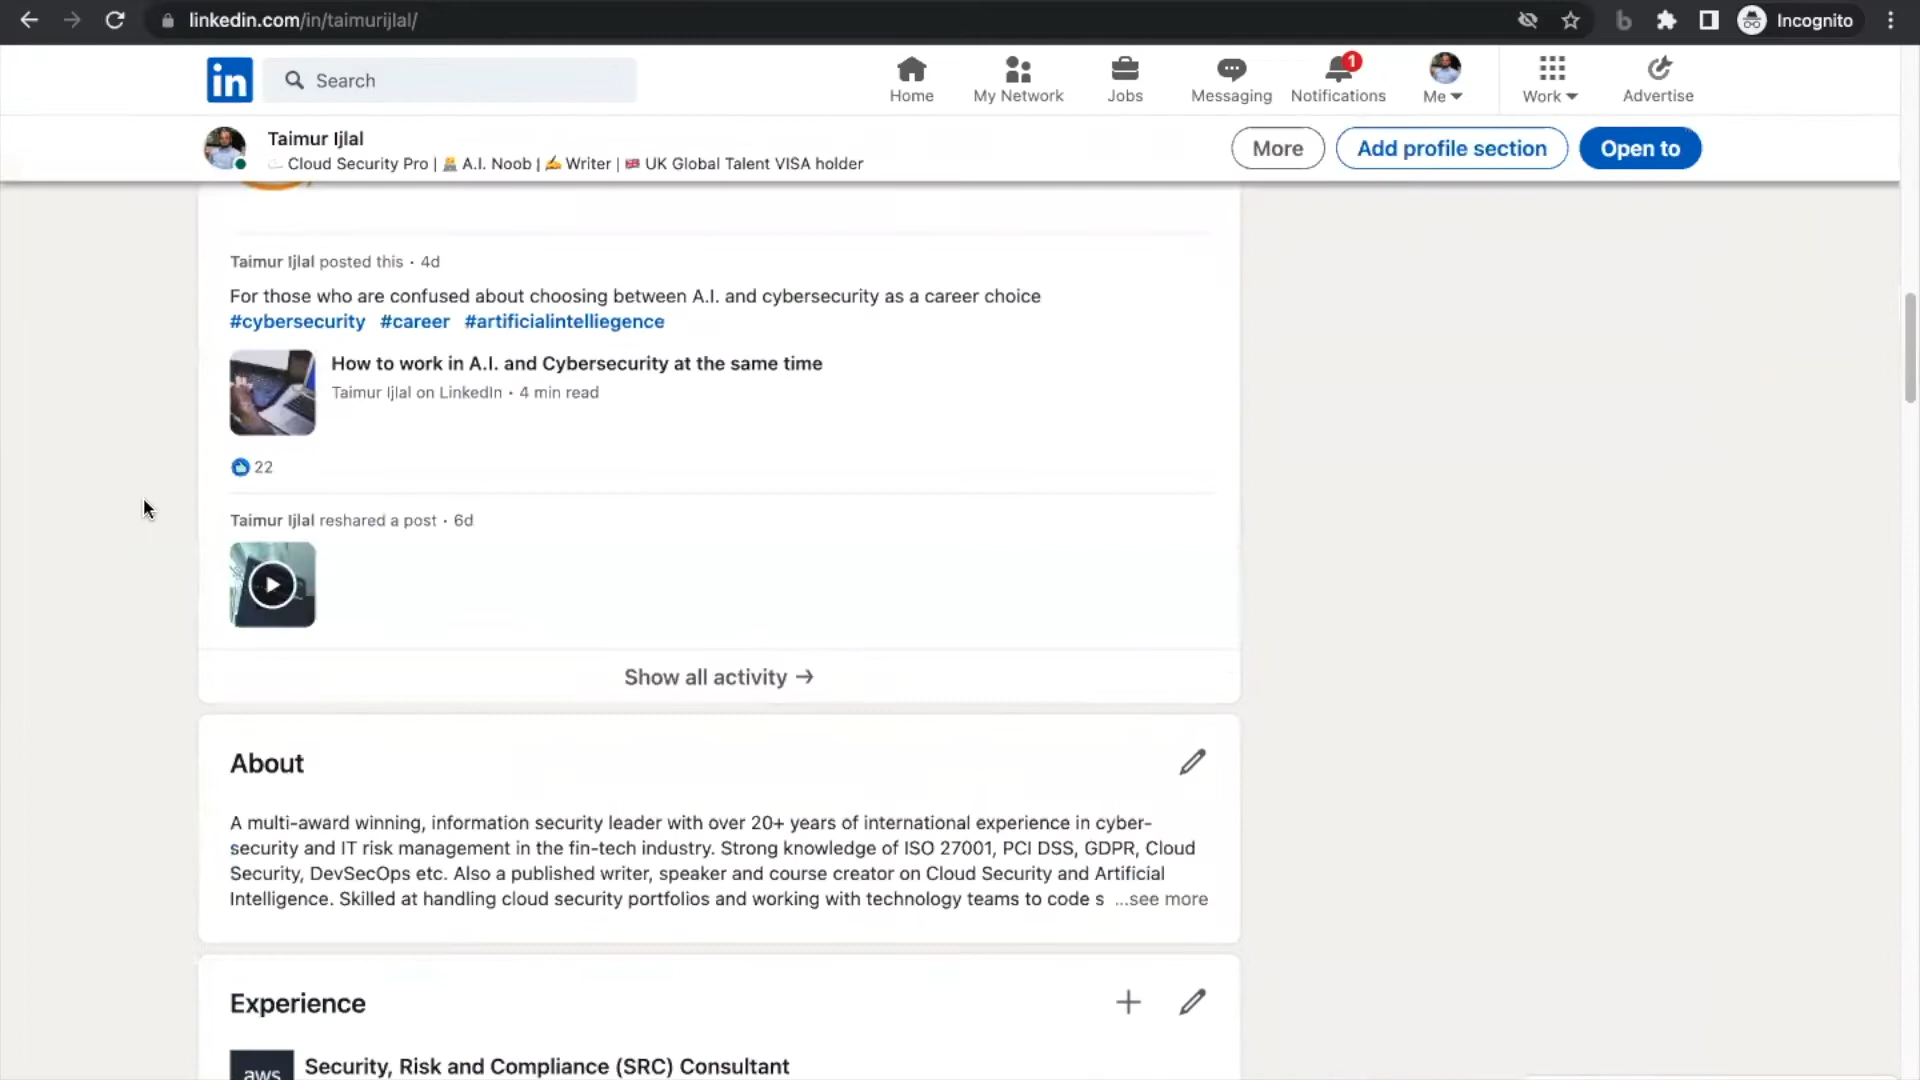 linkedin.com/in/taimurijlal/
Incognito
in
Search
Home
My Network
Jobs
Messaging
1
Notifications
Me
Work
Advertise
Taimur Ijlal
Cloud Security Pro | 👨‍💻 A.I. Noob | ✍️ Writer | 🇬🇧 UK Global Talent VISA holder
More
Add profile section
Open to
Taimur Ijlal posted this • 4d
For those who are confused about choosing between A.I. and cybersecurity as a career choice
#cybersecurity #career #artificialintelliegence
How to work in A.I. and Cybersecurity at the same time
Taimur Ijlal on LinkedIn • 4 min read
22
Taimur Ijlal reshared a post • 6d
Show all activity →
About
A multi-award winning, information security leader with over 20+ years of international experience in cyber-
security and IT risk management in the fin-tech industry. Strong knowledge of ISO 27001, PCI DSS, GDPR, Cloud
Security, DevSecOps etc. Also a published writer, speaker and course creator on Cloud Security and Artificial
Intelligence. Skilled at handling cloud security portfolios and working with technology teams to code s ...see more
Experience
aws
Security, Risk and Compliance (SRC) Consultant